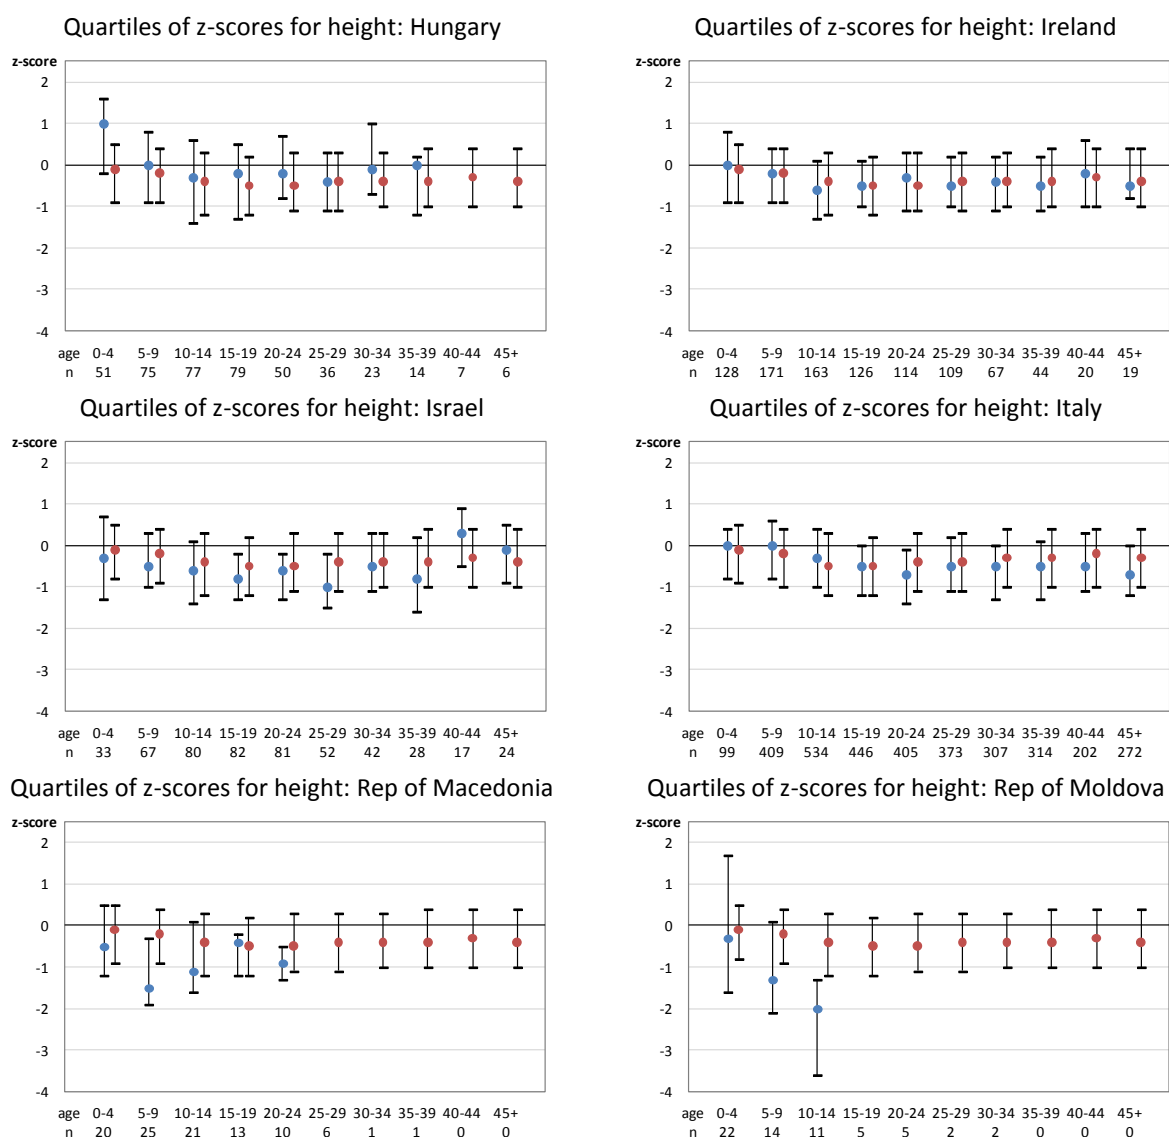 Quartiles of z-scores for height: Hungary
z-score
2
1
0
-1
-2
-3
-4
age 0-4 5-9 10-14 15-19 20-24 25-29 30-34 35-39 40-44 45+
n 51 75 77 79 50 36 23 14 7 6
Quartiles of z-scores for height: Ireland
z-score
2
1
0
-1
-2
-3
-4
age 0-4 5-9 10-14 15-19 20-24 25-29 30-34 35-39 40-44 45+
n 128 171 163 126 114 109 67 44 20 19
Quartiles of z-scores for height: Israel
z-score
2
1
0
-1
-2
-3
-4
age 0-4 5-9 10-14 15-19 20-24 25-29 30-34 35-39 40-44 45+
n 33 67 80 82 81 52 42 28 17 24
Quartiles of z-scores for height: Italy
z-score
2
1
0
-1
-2
-3
-4
age 0-4 5-9 10-14 15-19 20-24 25-29 30-34 35-39 40-44 45+
n 99 409 534 446 405 373 307 314 202 272
Quartiles of z-scores for height: Rep of Macedonia
z-score
2
1
0
-1
-2
-3
-4
age 0-4 5-9 10-14 15-19 20-24 25-29 30-34 35-39 40-44 45+
n 20 25 21 13 10 6 1 1 0 0
Quartiles of z-scores for height: Rep of Moldova
z-score
2
1
0
-1
-2
-3
-4
age 0-4 5-9 10-14 15-19 20-24 25-29 30-34 35-39 40-44 45+
n 22 14 11 5 5 2 2 0 0 0